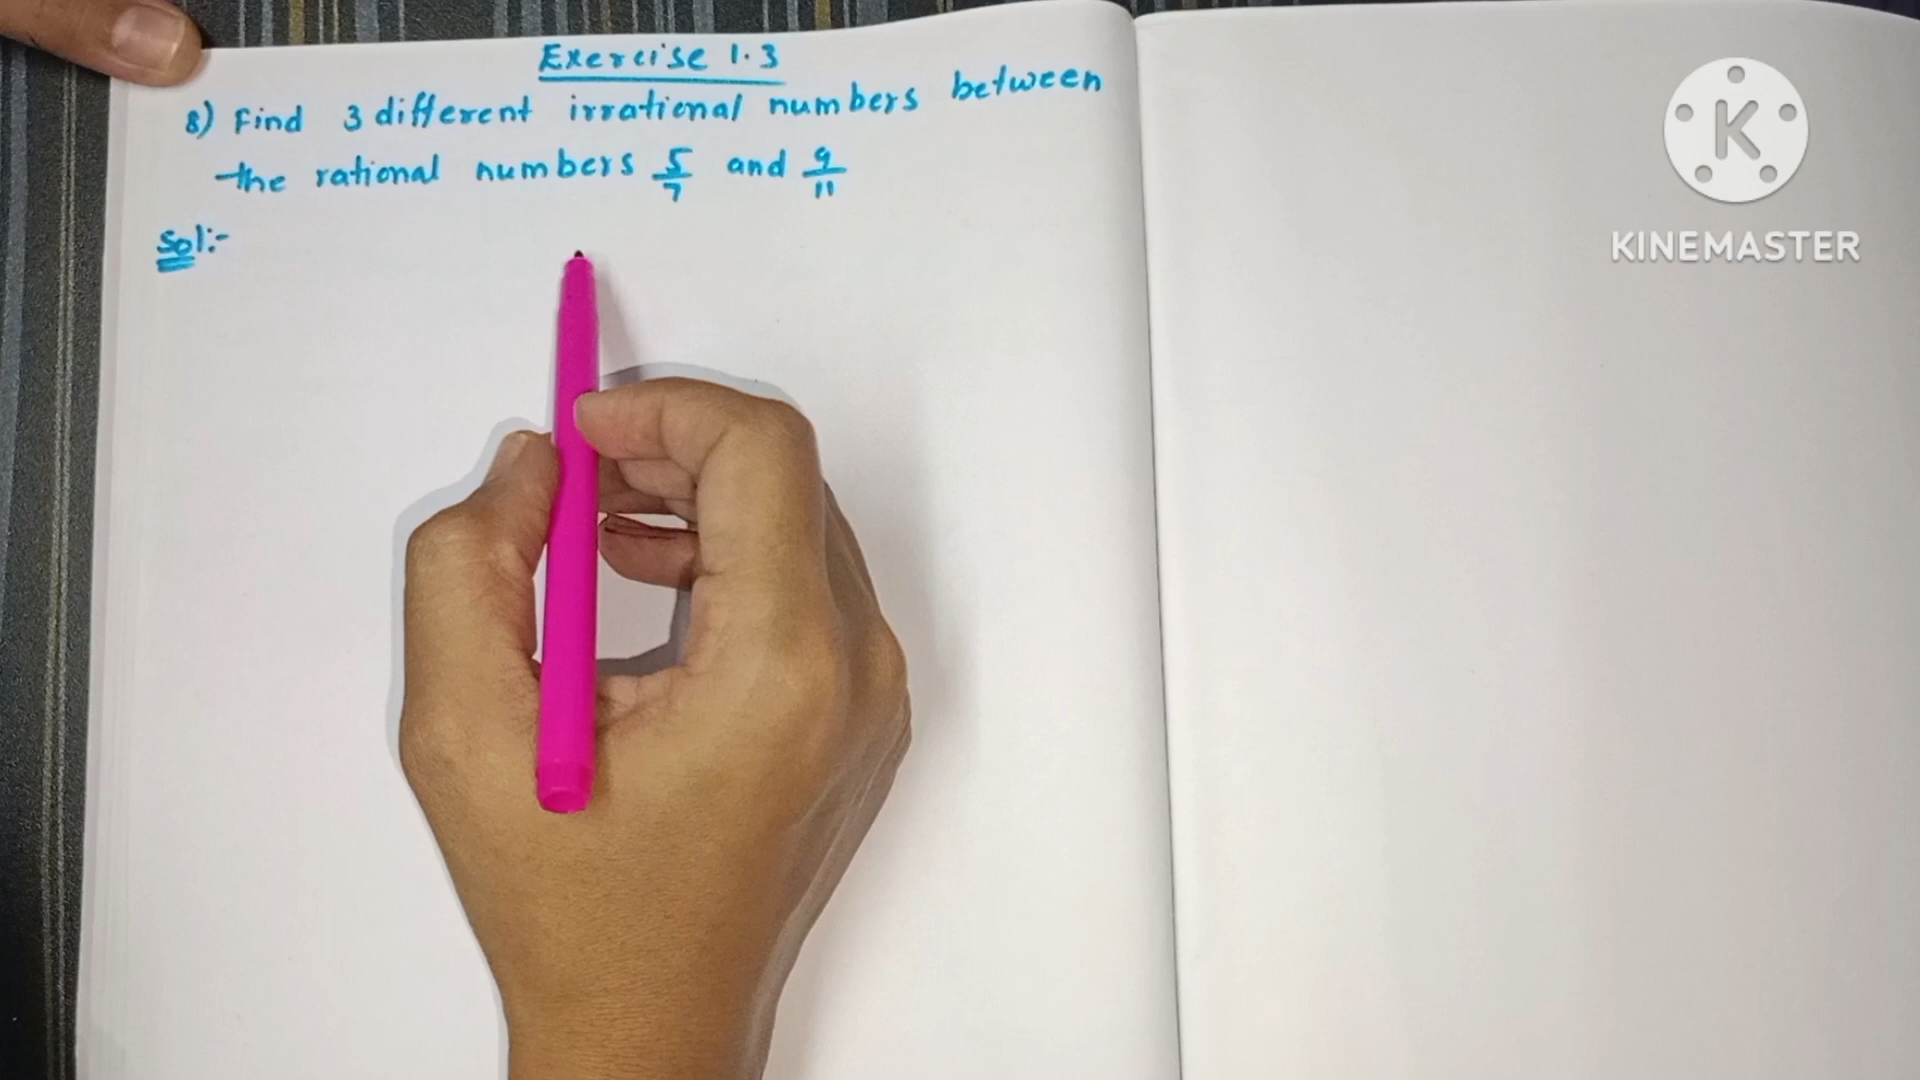 Exercise 1.3
8) Find 3 different irrational numbers between
the rational numbers 5/7 and 9/11
Sol:-
K
KINEMASTER